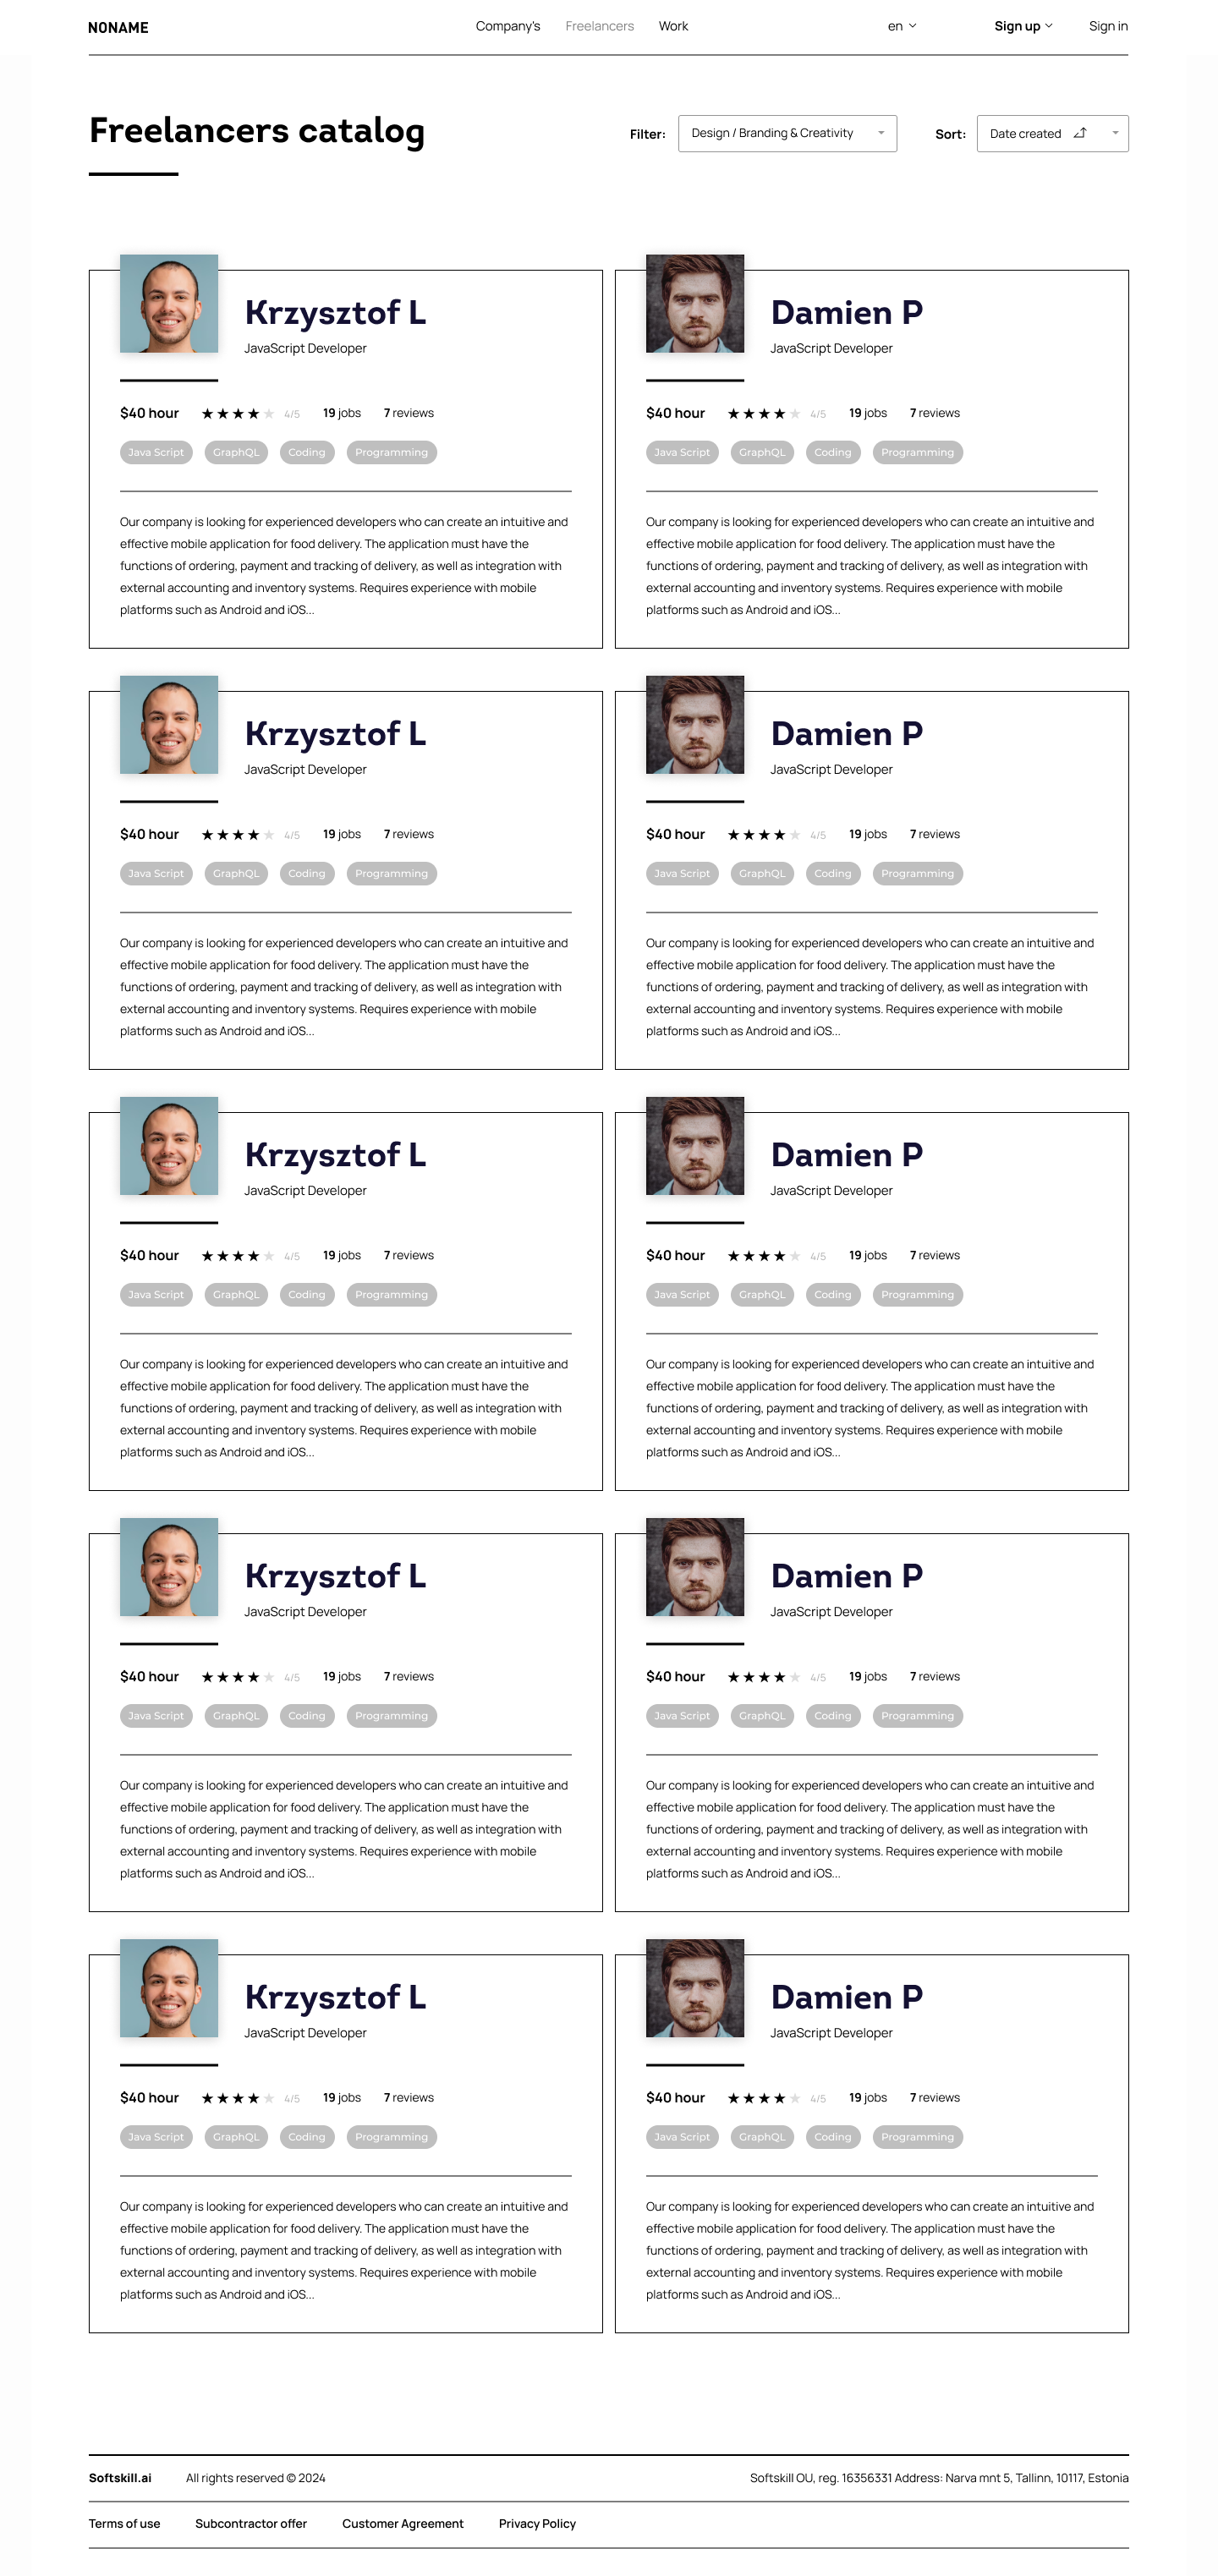 NONAME Company's Freelancers Work en Sign up Sign in
Freelancers catalog Filter: Design / Branding & Creativity Sort: Date created
Krzysztof L
JavaScript Developer
$40 hour 4/5 19 jobs 7 reviews
Java Script GraphQL Coding Programming
Our company is looking for experienced developers who can create an intuitive and
effective mobile application for food delivery. The application must have the
functions of ordering, payment and tracking of delivery, as well as integration with
external accounting and inventory systems. Requires experience with mobile
platforms such as Android and iOS...
Damien P
JavaScript Developer
$40 hour 4/5 19 jobs 7 reviews
Java Script GraphQL Coding Programming
Our company is looking for experienced developers who can create an intuitive and
effective mobile application for food delivery. The application must have the
functions of ordering, payment and tracking of delivery, as well as integration with
external accounting and inventory systems. Requires experience with mobile
platforms such as Android and iOS...
Krzysztof L
JavaScript Developer
$40 hour 4/5 19 jobs 7 reviews
Java Script GraphQL Coding Programming
Our company is looking for experienced developers who can create an intuitive and
effective mobile application for food delivery. The application must have the
functions of ordering, payment and tracking of delivery, as well as integration with
external accounting and inventory systems. Requires experience with mobile
platforms such as Android and iOS...
Damien P
JavaScript Developer
$40 hour 4/5 19 jobs 7 reviews
Java Script GraphQL Coding Programming
Our company is looking for experienced developers who can create an intuitive and
effective mobile application for food delivery. The application must have the
functions of ordering, payment and tracking of delivery, as well as integration with
external accounting and inventory systems. Requires experience with mobile
platforms such as Android and iOS...
Krzysztof L
JavaScript Developer
$40 hour 4/5 19 jobs 7 reviews
Java Script GraphQL Coding Programming
Our company is looking for experienced developers who can create an intuitive and
effective mobile application for food delivery. The application must have the
functions of ordering, payment and tracking of delivery, as well as integration with
external accounting and inventory systems. Requires experience with mobile
platforms such as Android and iOS...
Damien P
JavaScript Developer
$40 hour 4/5 19 jobs 7 reviews
Java Script GraphQL Coding Programming
Our company is looking for experienced developers who can create an intuitive and
effective mobile application for food delivery. The application must have the
functions of ordering, payment and tracking of delivery, as well as integration with
external accounting and inventory systems. Requires experience with mobile
platforms such as Android and iOS...
Krzysztof L
JavaScript Developer
$40 hour 4/5 19 jobs 7 reviews
Java Script GraphQL Coding Programming
Our company is looking for experienced developers who can create an intuitive and
effective mobile application for food delivery. The application must have the
functions of ordering, payment and tracking of delivery, as well as integration with
external accounting and inventory systems. Requires experience with mobile
platforms such as Android and iOS...
Damien P
JavaScript Developer
$40 hour 4/5 19 jobs 7 reviews
Java Script GraphQL Coding Programming
Our company is looking for experienced developers who can create an intuitive and
effective mobile application for food delivery. The application must have the
functions of ordering, payment and tracking of delivery, as well as integration with
external accounting and inventory systems. Requires experience with mobile
platforms such as Android and iOS...
Krzysztof L
JavaScript Developer
$40 hour 4/5 19 jobs 7 reviews
Java Script GraphQL Coding Programming
Our company is looking for experienced developers who can create an intuitive and
effective mobile application for food delivery. The application must have the
functions of ordering, payment and tracking of delivery, as well as integration with
external accounting and inventory systems. Requires experience with mobile
platforms such as Android and iOS...
Damien P
JavaScript Developer
$40 hour 4/5 19 jobs 7 reviews
Java Script GraphQL Coding Programming
Our company is looking for experienced developers who can create an intuitive and
effective mobile application for food delivery. The application must have the
functions of ordering, payment and tracking of delivery, as well as integration with
external accounting and inventory systems. Requires experience with mobile
platforms such as Android and iOS...
Softskill.ai All rights reserved © 2024 Softskill OU, reg. 16356331 Address: Narva mnt 5, Tallinn, 10117, Estonia
Terms of use Subcontractor offer Customer Agreement Privacy Policy